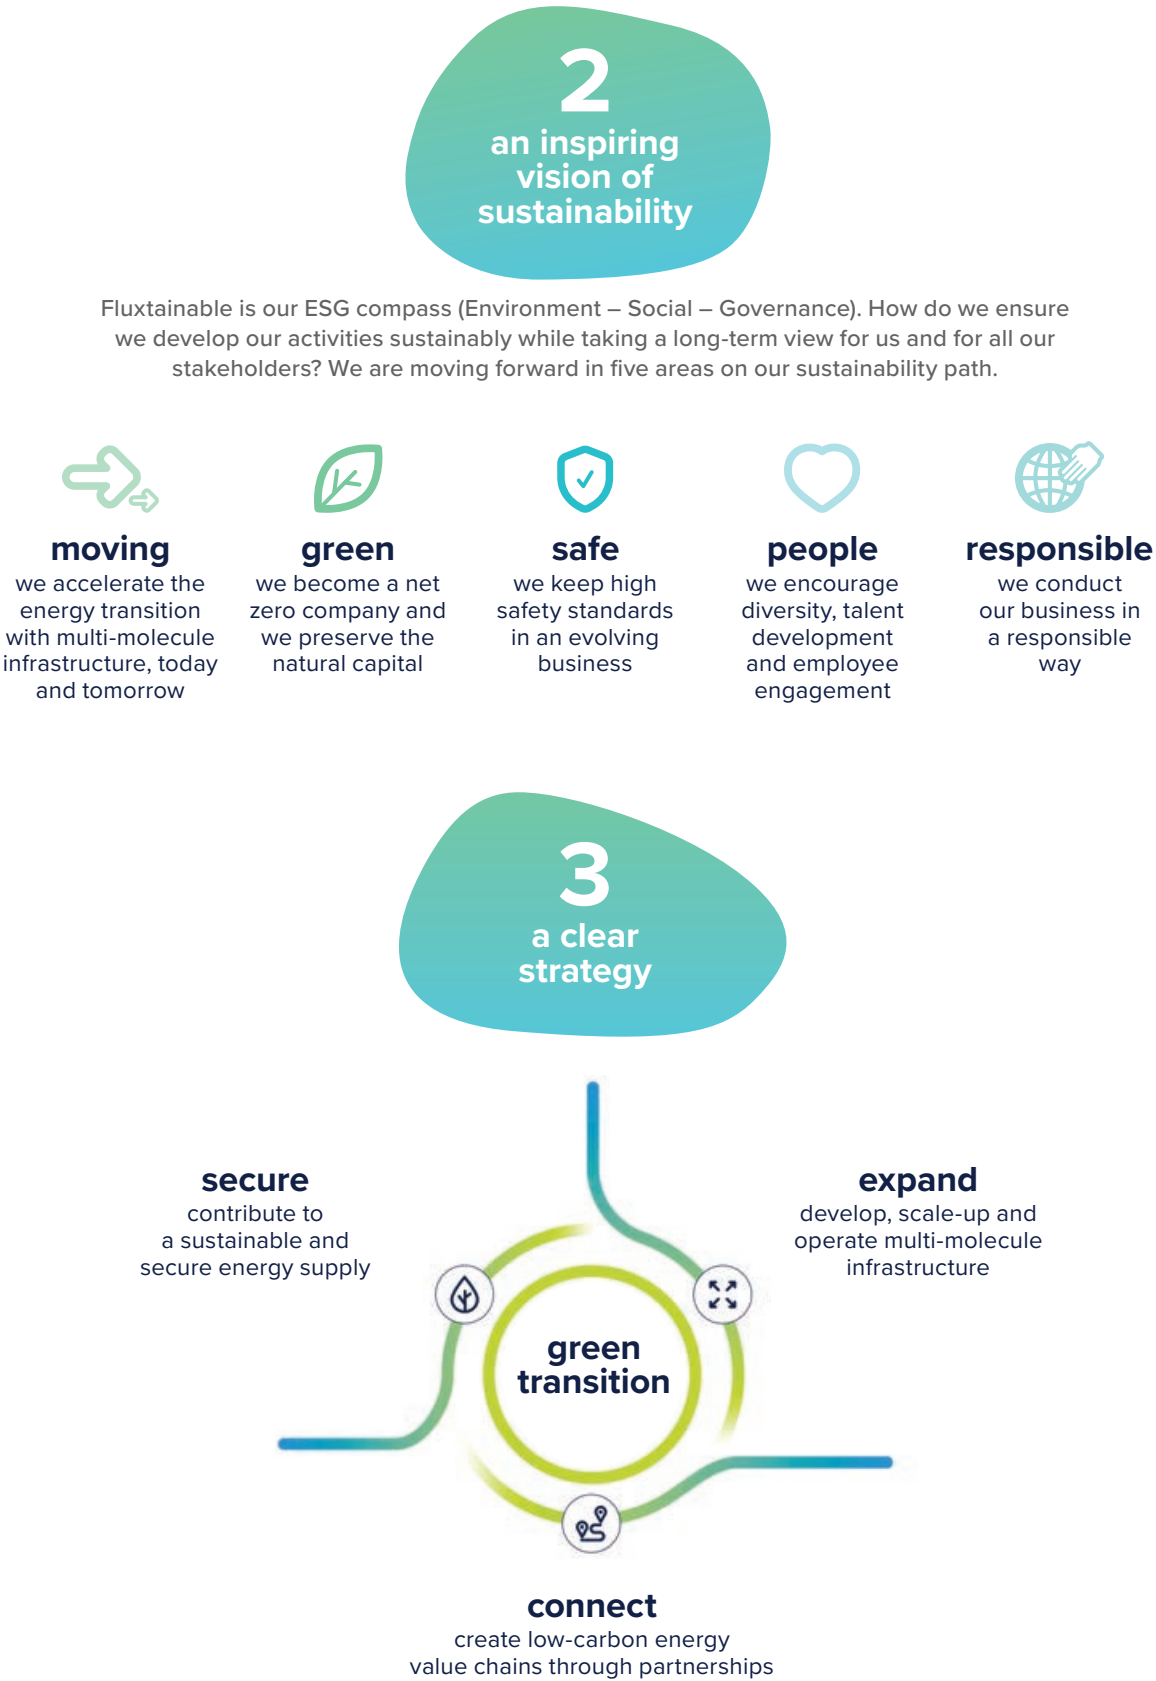 2
an inspiring
vision of
sustainability
Fluxtainable is our ESG compass (Environment – Social – Governance). How do we ensure
we develop our activities sustainably while taking a long-term view for us and for all our
stakeholders? We are moving forward in five areas on our sustainability path.
moving
we accelerate the
energy transition
with multi-molecule
infrastructure, today
and tomorrow
green
we become a net
zero company and
we preserve the
natural capital
safe
we keep high
safety standards
in an evolving
business
people
we encourage
diversity, talent
development
and employee
engagement
responsible
we conduct
our business in
a responsible
way
3
a clear
strategy
secure
contribute to
a sustainable and
secure energy supply
expand
develop, scale-up and
operate multi-molecule
infrastructure
green
transition
connect
create low-carbon energy
value chains through partnerships